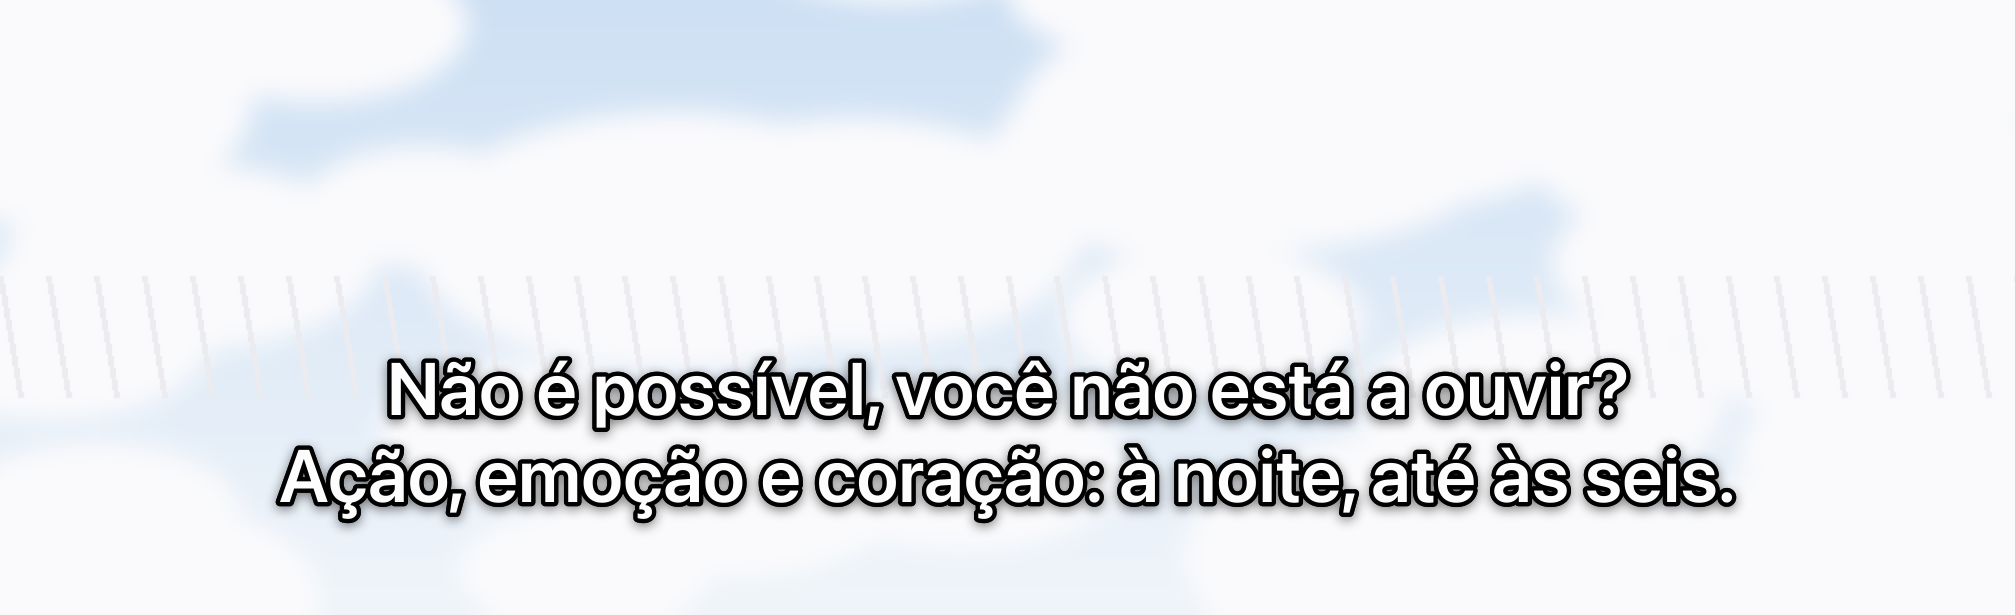 Não é possível, você não está a ouvir?
Ação, emoção e coração: à noite, até às seis.